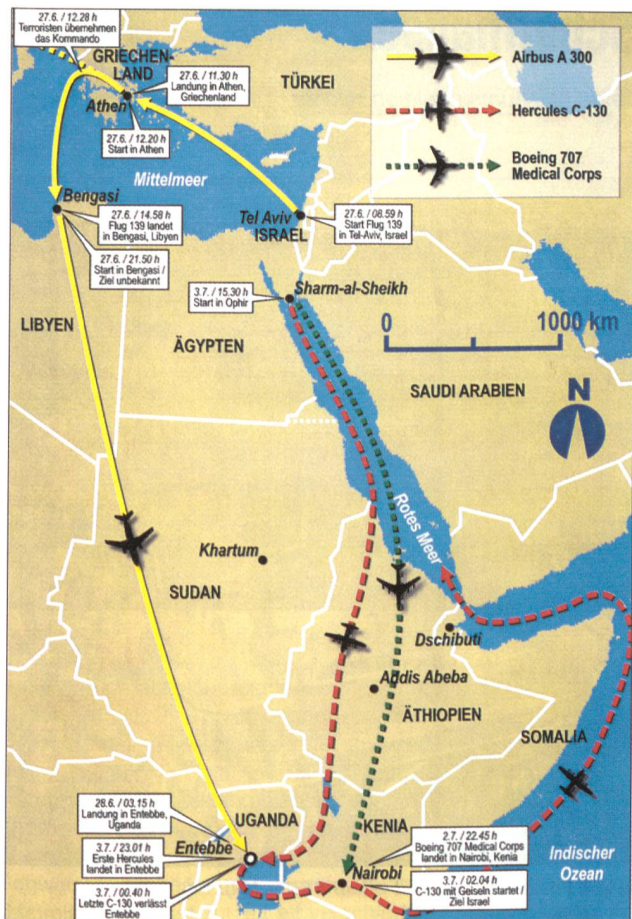 27.6. / 12.28 h
Terroristen übernehmen
das Kommando
GRIECHEN-
LAND
27.6. / 11.30 h
Landung in Athen,
Griechenland
Athen
27.6. / 12.20 h
Start in Athen
TÜRKEI
Airbus A 300
Hercules C-130
Boeing 707
Medical Corps
Mittelmeer
Bengasi
27.6. / 14.58 h
Flug 139 landet
in Bengasi, Libyen
27.6. / 21.50 h
Start in Bengasi /
Ziel unbekannt
Tel Aviv
ISRAEL
27.6. / 08.59 h
Start Flug 139
in Tel-Aviv, Israel
3.7. / 15.30 h
Start in Ophir
Sharm-al-Sheikh
0
1000 km
LIBYEN
ÄGYPTEN
SAUDI ARABIEN
N
Rotes Meer
Khartum
SUDAN
Dschibuti
Addis Abeba
ÄTHIOPIEN
SOMALIA
28.6. / 03.15 h
Landung in Entebbe,
Uganda
UGANDA
Entebbe
3.7. / 23.01 h
Erste Hercules
landet in Entebbe
3.7. / 00.40 h
Letzte C-130 verlässt
Entebbe
KENIA
2.7. / 22.45 h
Boeing 707 Medical Corps
landet in Nairobi, Kenia
Nairobi
3.7. / 02.04 h
C-130 mit Geiseln startet /
Ziel Israel
Indischer
Ozean